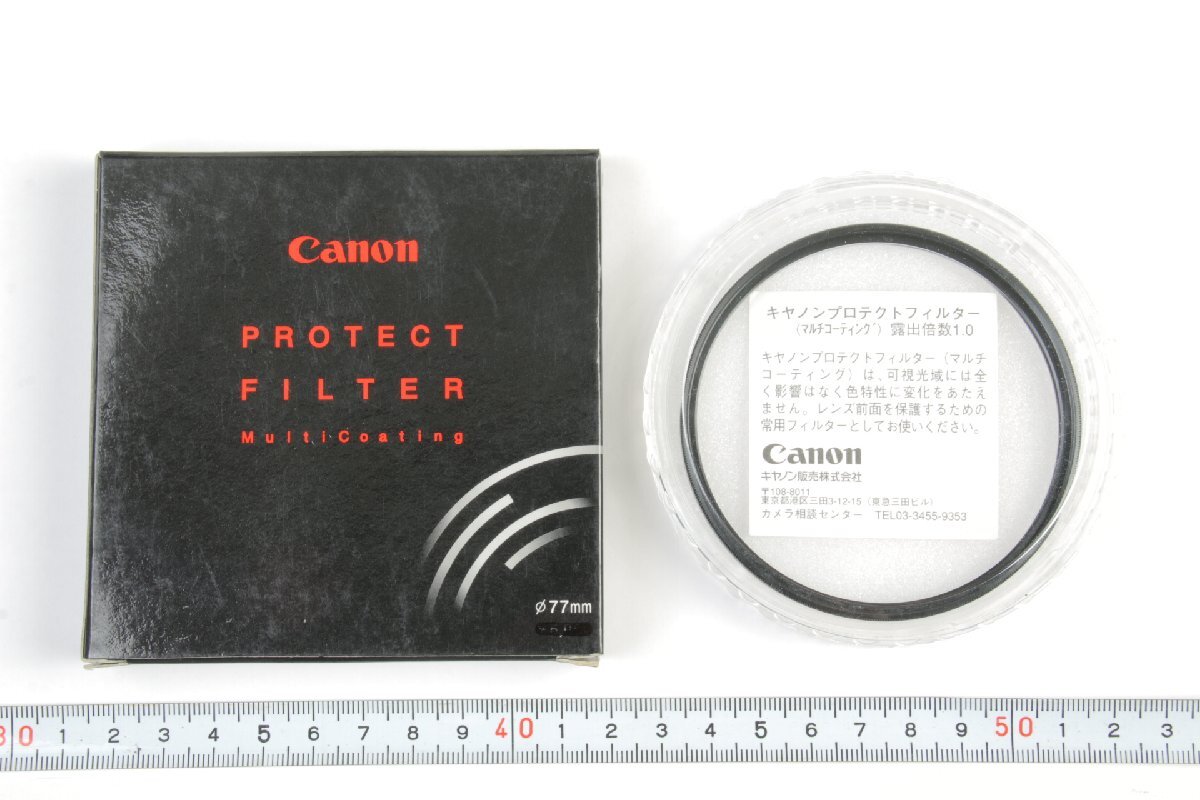 Canon
PROTECT
FILTER
MultiCoating
ø77mm
キヤノンプロテクトフィルター
(マルチコーティング) 露出倍数1.0
キヤノンプロテクトフィルター(マルチ
コーティング)は、可視光域には全
く影響はなく色特性に変化をあたえ
ません。レンズ前面を保護するための
常用フィルターとしてお使いください。
Canon
キヤノン販売株式会社
〒108-8011
東京都港区三田3-12-15(東急三田ビル)
カメラ相談センター TEL03-3455-9353
30 1 2 3 4 5 6 7 8 9 40 1 2 3 4 5 6 7 8 9 50 1 2 3